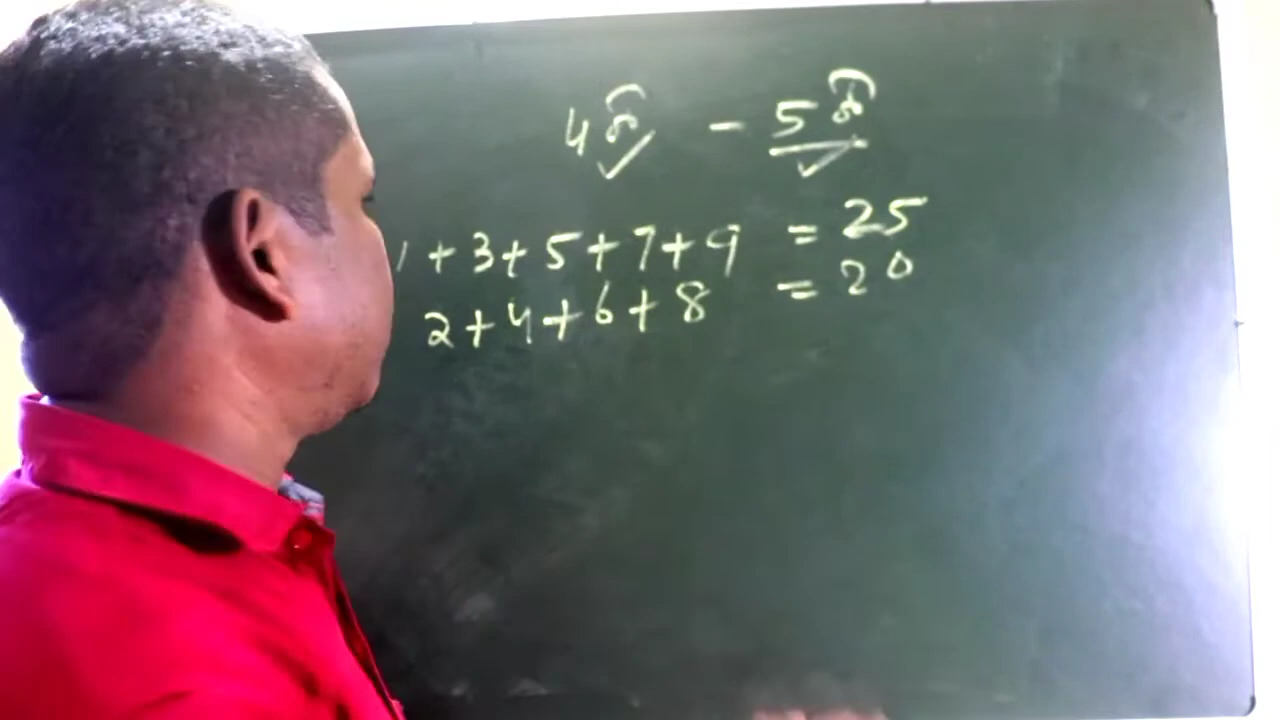 4 - 5
1+3+5+7+9 = 25
2+4+6+8 = 20